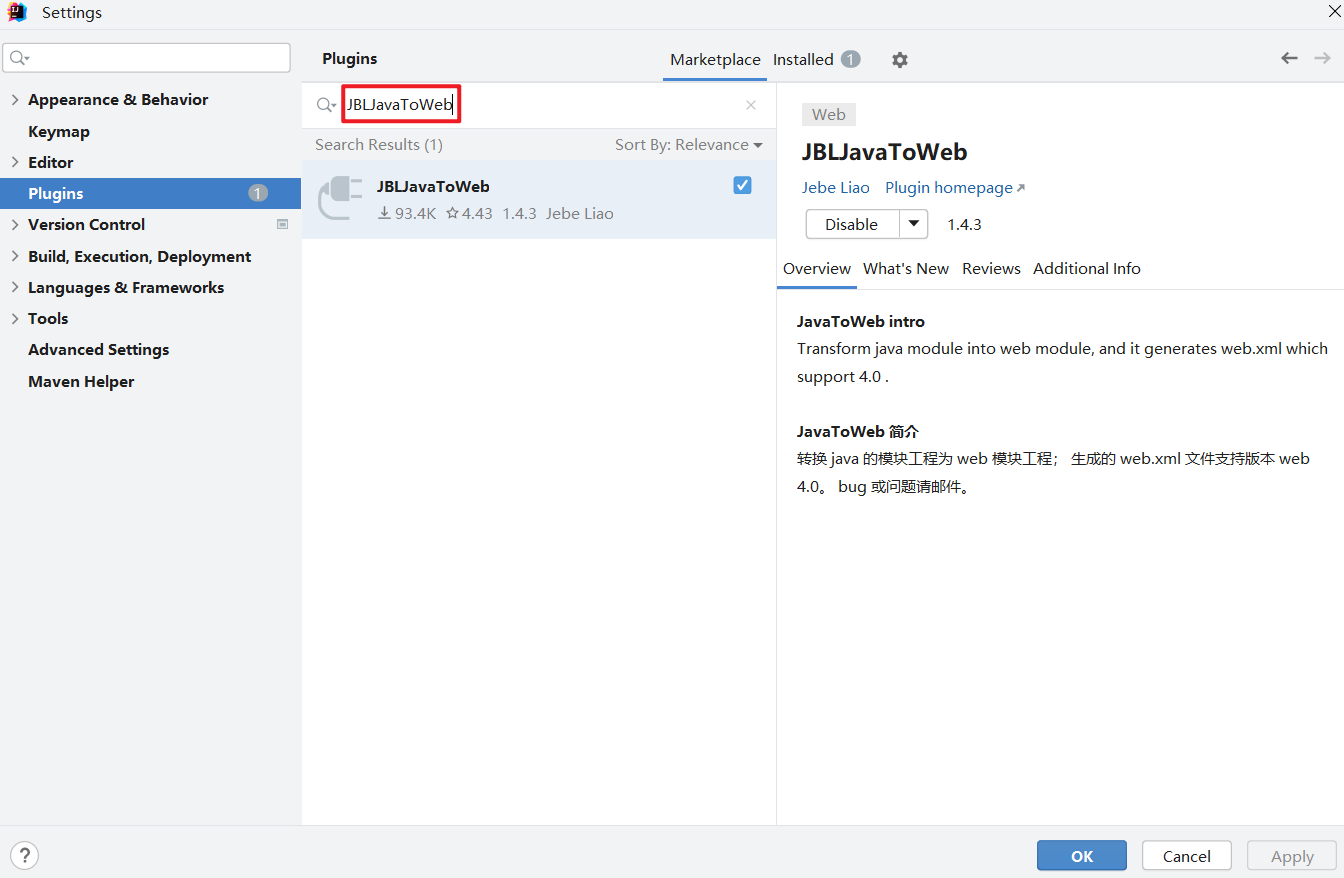 Settings
Plugins
Marketplace
Installed 1
Appearance & Behavior
Keymap
Editor
Plugins 1
Version Control
Build, Execution, Deployment
Languages & Frameworks
Tools
Advanced Settings
Maven Helper
JBLJavaToWeb
Search Results (1)
Sort By: Relevance
JBLJavaToWeb
93.4K 4.43 1.4.3 Jebe Liao
Web
JBLJavaToWeb
Jebe Liao Plugin homepage
Disable 1.4.3
Overview What's New Reviews Additional Info
JavaToWeb intro
Transform java module into web module, and it generates web.xml which
support 4.0 .
JavaToWeb 简介
转换 java 的模块工程为 web 模块工程； 生成的 web.xml 文件支持版本 web
4.0。 bug 或问题请邮件。
?
OK
Cancel
Apply